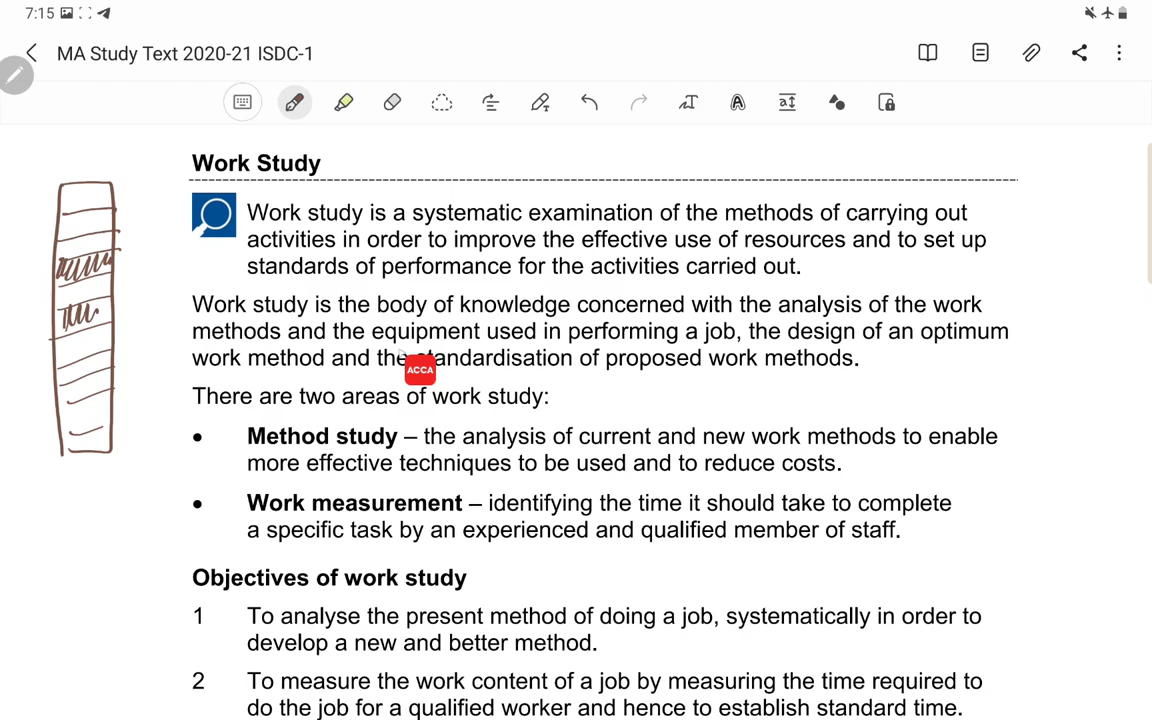 7:15
MA Study Text 2020-21 ISDC-1
Work Study
Work study is a systematic examination of the methods of carrying out
activities in order to improve the effective use of resources and to set up
standards of performance for the activities carried out.
Work study is the body of knowledge concerned with the analysis of the work
methods and the equipment used in performing a job, the design of an optimum
work method and the standardisation of proposed work methods.
ACCA
There are two areas of work study:
• Method study – the analysis of current and new work methods to enable
more effective techniques to be used and to reduce costs.
• Work measurement – identifying the time it should take to complete
a specific task by an experienced and qualified member of staff.
Objectives of work study
1 To analyse the present method of doing a job, systematically in order to
develop a new and better method.
2 To measure the work content of a job by measuring the time required to
do the job for a qualified worker and hence to establish standard time.